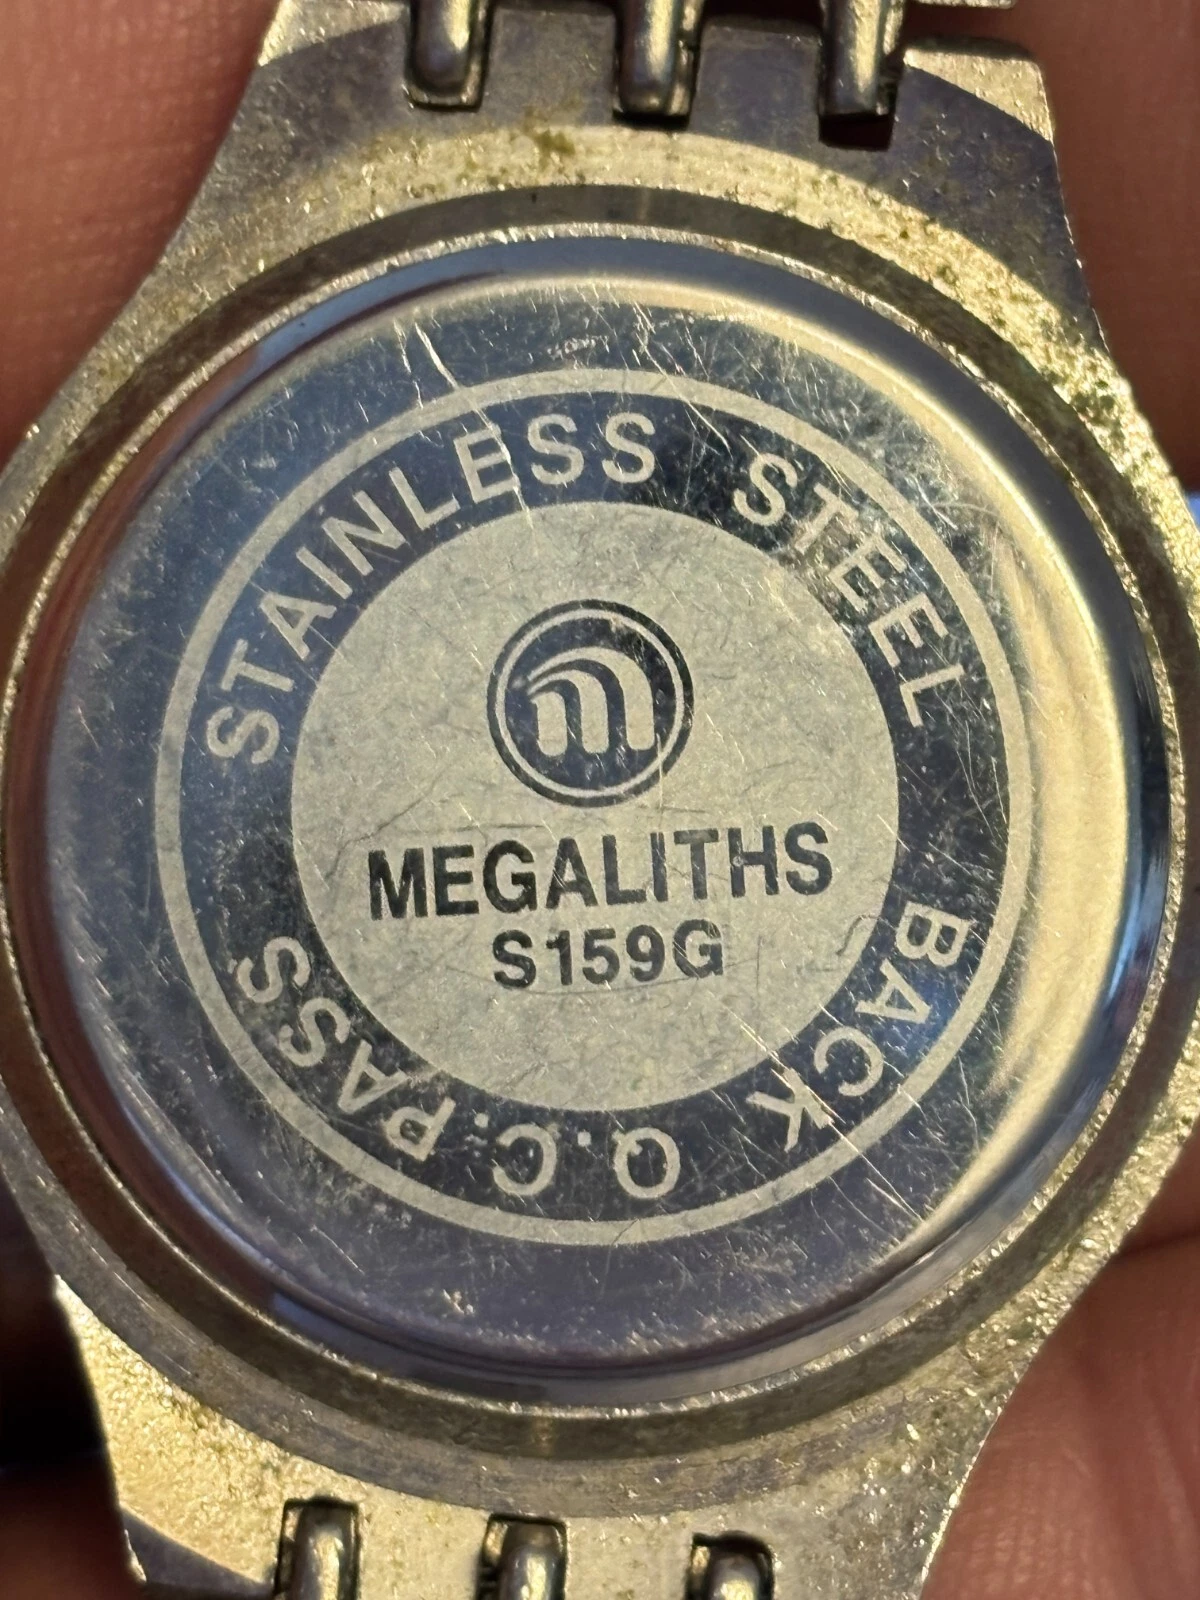 STAINLESS STEEL BACK Q.C.PASS
m
MEGALITHS
S159G